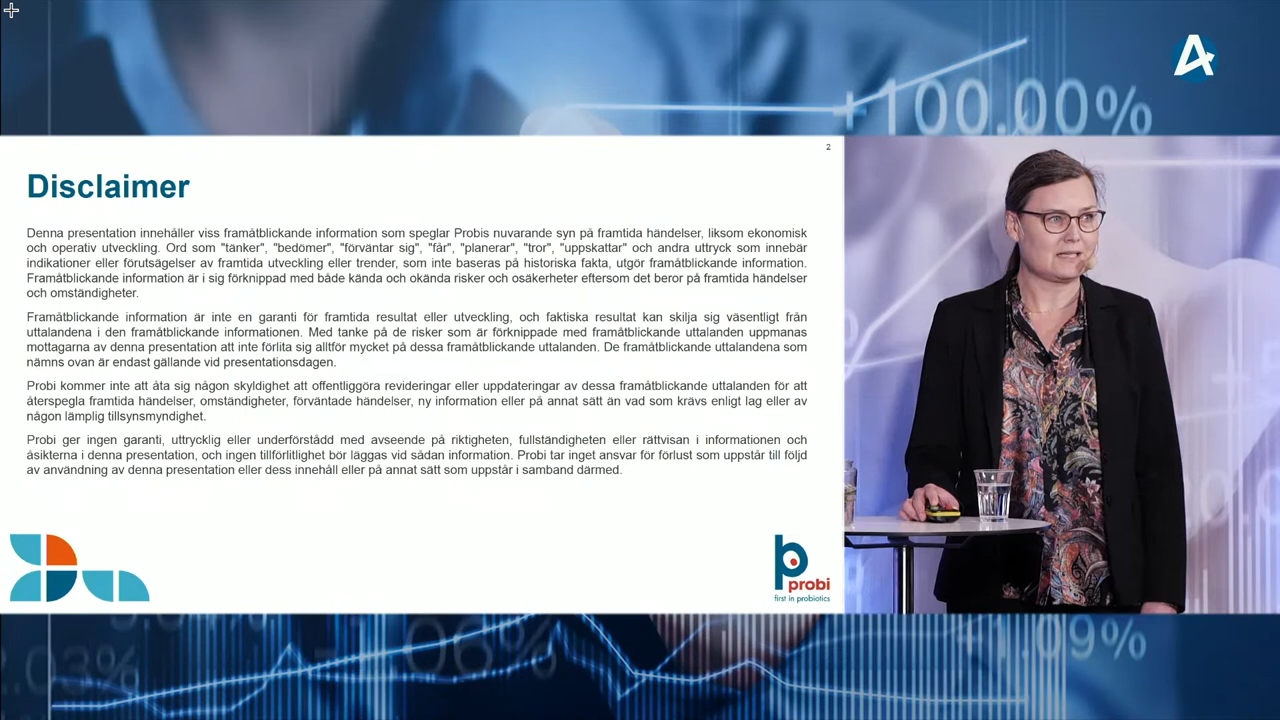 +100.00%
2
Disclaimer
Denna presentation innehåller viss framåtblickande information som speglar Probis nuvarande syn på framtida händelser, liksom ekonomisk
och operativ utveckling. Ord som "tänker", "bedömer", "förväntar sig", "får", "planerar", "tror", "uppskattar" och andra uttryck som innebär
indikationer eller förutsägelser av framtida utveckling eller trender, som inte baseras på historiska fakta, utgör framåtblickande information.
Framåtblickande information är i sig förknippad med både kända och okända risker och osäkerheter eftersom det beror på framtida händelser
och omständigheter.
Framåtblickande information är inte en garanti för framtida resultat eller utveckling, och faktiska resultat kan skilja sig väsentligt från
uttalandena i den framåtblickande informationen. Med tanke på de risker som är förknippade med framåtblickande uttalanden uppmanas
mottagarna av denna presentation att inte förlita sig alltför mycket på dessa framåtblickande uttalanden. De framåtblickande uttalandena som
nämns ovan är endast gällande vid presentationsdagen.
Probi kommer inte att åta sig någon skyldighet att offentliggöra revideringar eller uppdateringar av dessa framåtblickande uttalanden för att
återspegla framtida händelser, omständigheter, förväntade händelser, ny information eller på annat sätt än vad som krävs enligt lag eller av
någon lämplig tillsynsmyndighet.
Probi ger ingen garanti, uttrycklig eller underförstådd med avseende på riktigheten, fullständigheten eller rättvisan i informationen och
åsikterna i denna presentation, och ingen tillförlitlighet bör läggas vid sådan information. Probi tar inget ansvar för förlust som uppstår till följd
av användning av denna presentation eller dess innehåll eller på annat sätt som uppstår i samband därmed.
probi
first in probiotics
2.03%
06%
41.09%